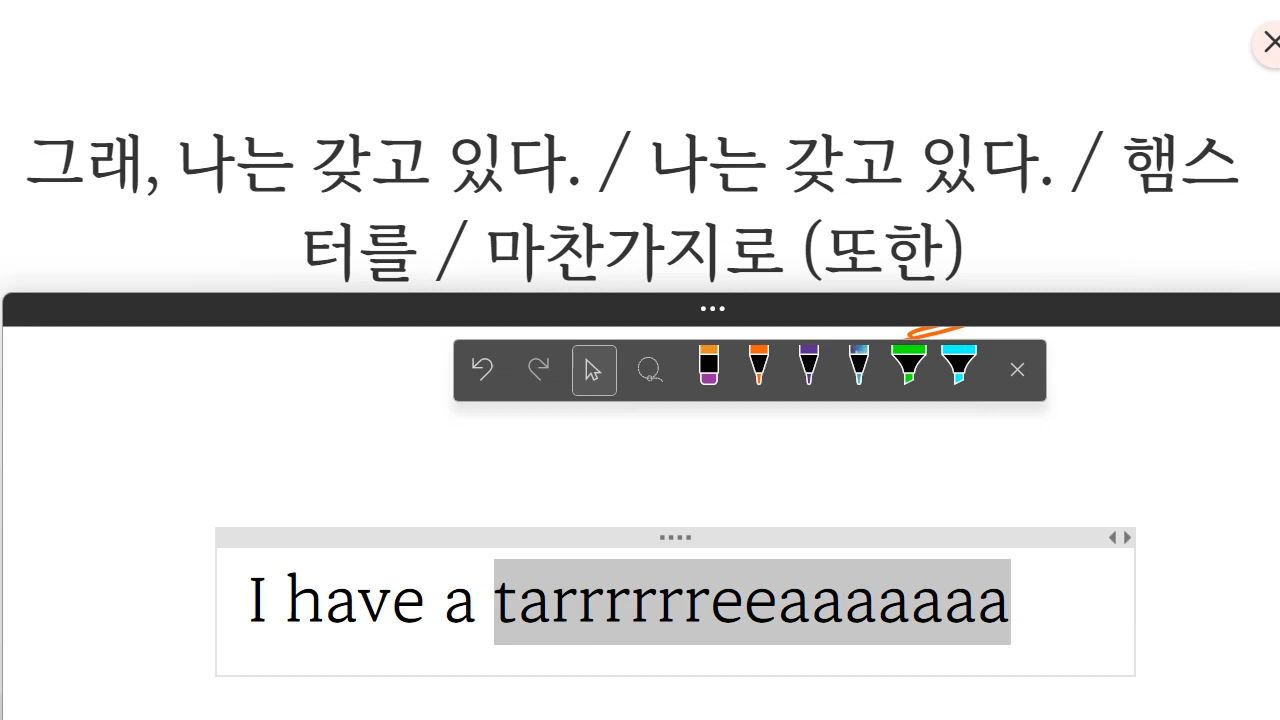 그래, 나는 갖고 있다. / 나는 갖고 있다. / 햄스
터를 / 마찬가지로 (또한)
I have a tarrrrrreeaaaaaaa